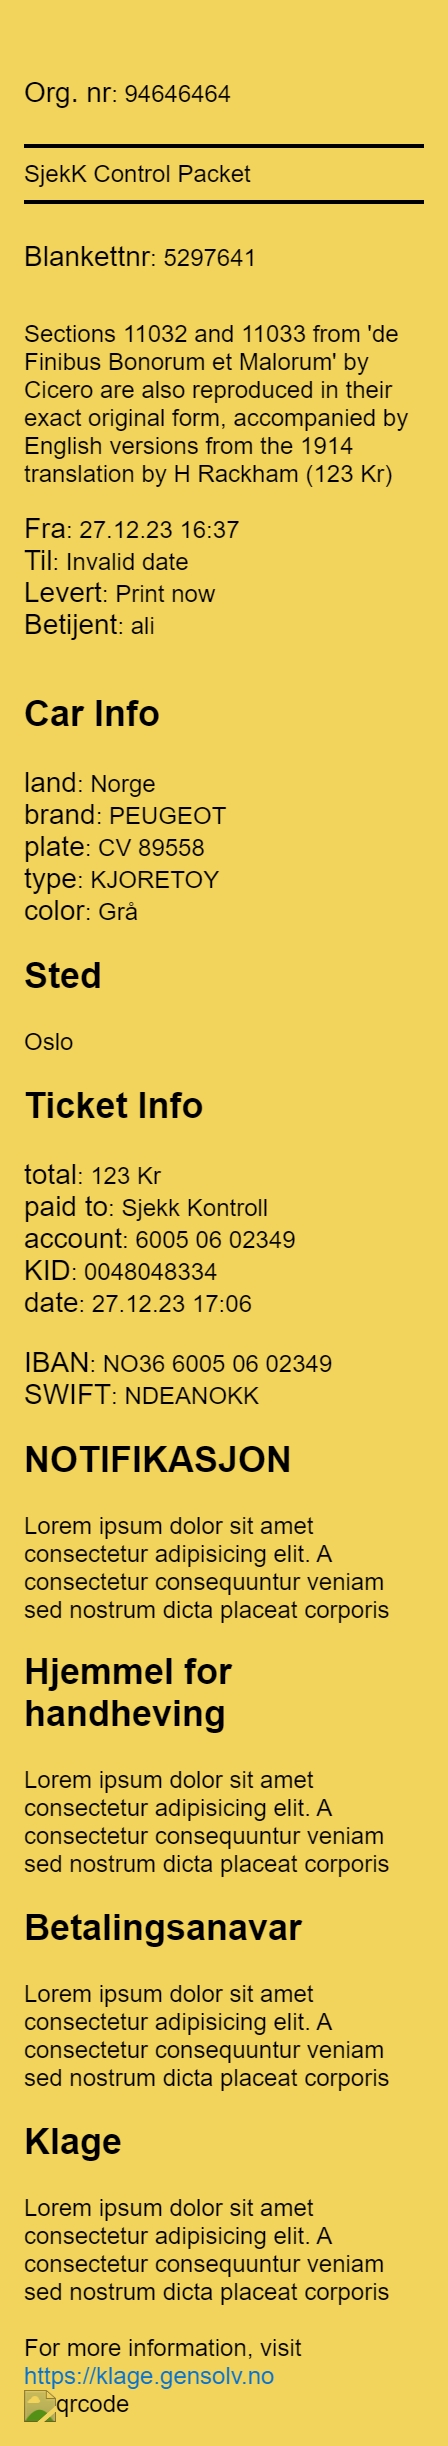 Org. nr: 94646464
SjekK Control Packet
Blankettnr: 5297641
Sections 11032 and 11033 from 'de
Finibus Bonorum et Malorum' by
Cicero are also reproduced in their
exact original form, accompanied by
English versions from the 1914
translation by H Rackham (123 Kr)
Fra: 27.12.23 16:37
Til: Invalid date
Levert: Print now
Betijent: ali
Car Info
land: Norge
brand: PEUGEOT
plate: CV 89558
type: KJORETOY
color: Grå
Sted
Oslo
Ticket Info
total: 123 Kr
paid to: Sjekk Kontroll
account: 6005 06 02349
KID: 0048048334
date: 27.12.23 17:06
IBAN: NO36 6005 06 02349
SWIFT: NDEANOKK
NOTIFIKASJON
Lorem ipsum dolor sit amet
consectetur adipisicing elit. A
consectetur consequuntur veniam
sed nostrum dicta placeat corporis
Hjemmel for
handheving
Lorem ipsum dolor sit amet
consectetur adipisicing elit. A
consectetur consequuntur veniam
sed nostrum dicta placeat corporis
Betalingsanavar
Lorem ipsum dolor sit amet
consectetur adipisicing elit. A
consectetur consequuntur veniam
sed nostrum dicta placeat corporis
Klage
Lorem ipsum dolor sit amet
consectetur adipisicing elit. A
consectetur consequuntur veniam
sed nostrum dicta placeat corporis
For more information, visit
https://klage.gensolv.no
qrcode